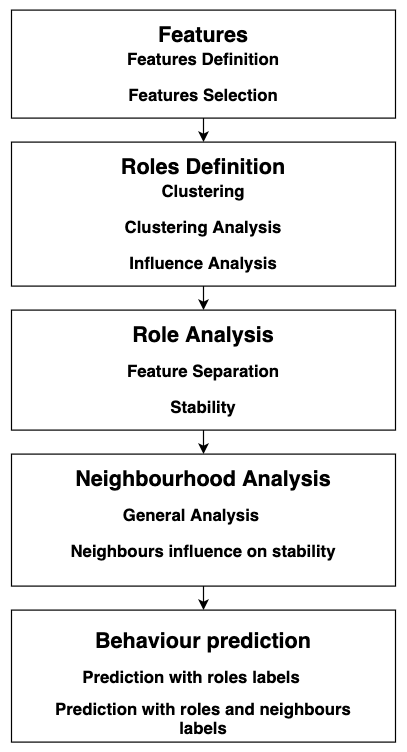 Features
Features Definition
Features Selection
Roles Definition
Clustering
Clustering Analysis
Influence Analysis
Role Analysis
Feature Separation
Stability
Neighbourhood Analysis
General Analysis
Neighbours influence on stability
Behaviour prediction
Prediction with roles labels
Prediction with roles and neighbours
labels